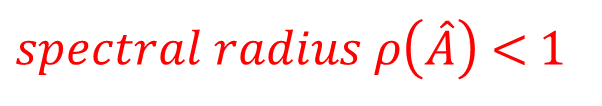 spectral radius ρ(Â) < 1